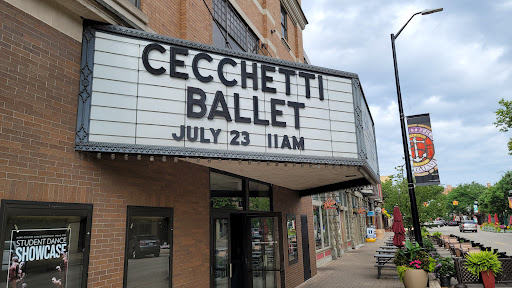 CECCHETTI
BALLET
JULY 23 11AM
STUDENT DANCE
SHOWCASE